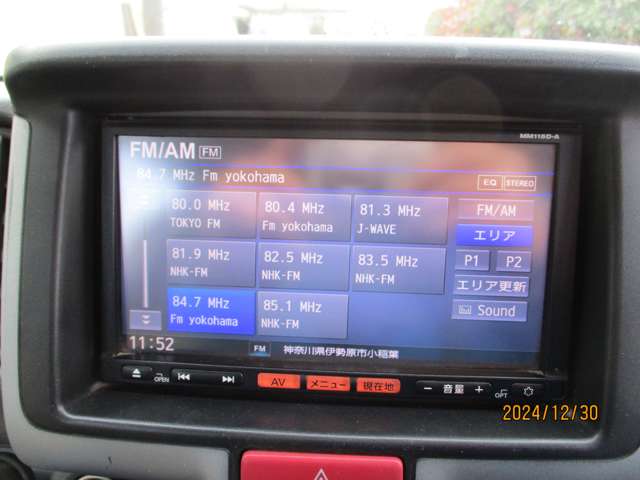 MM115D-A
FM/AM FM
84.7 MHz Fm yokohama
EQ STEREO
80.0 MHz 80.4 MHz 81.3 MHz FM/AM
TOKYO FM Fm yokohama J-WAVE
エリア
81.9 MHz 82.5 MHz 83.5 MHz P1 P2
NHK-FM NHK-FM NHK-FM
エリア更新
84.7 MHz 85.1 MHz
Fm yokohama NHK-FM
Sound
11:52 FM 神奈川県伊勢原市小稲葉
OPEN AV メニュー 現在地 − 音量 + OPT
2024/12/30